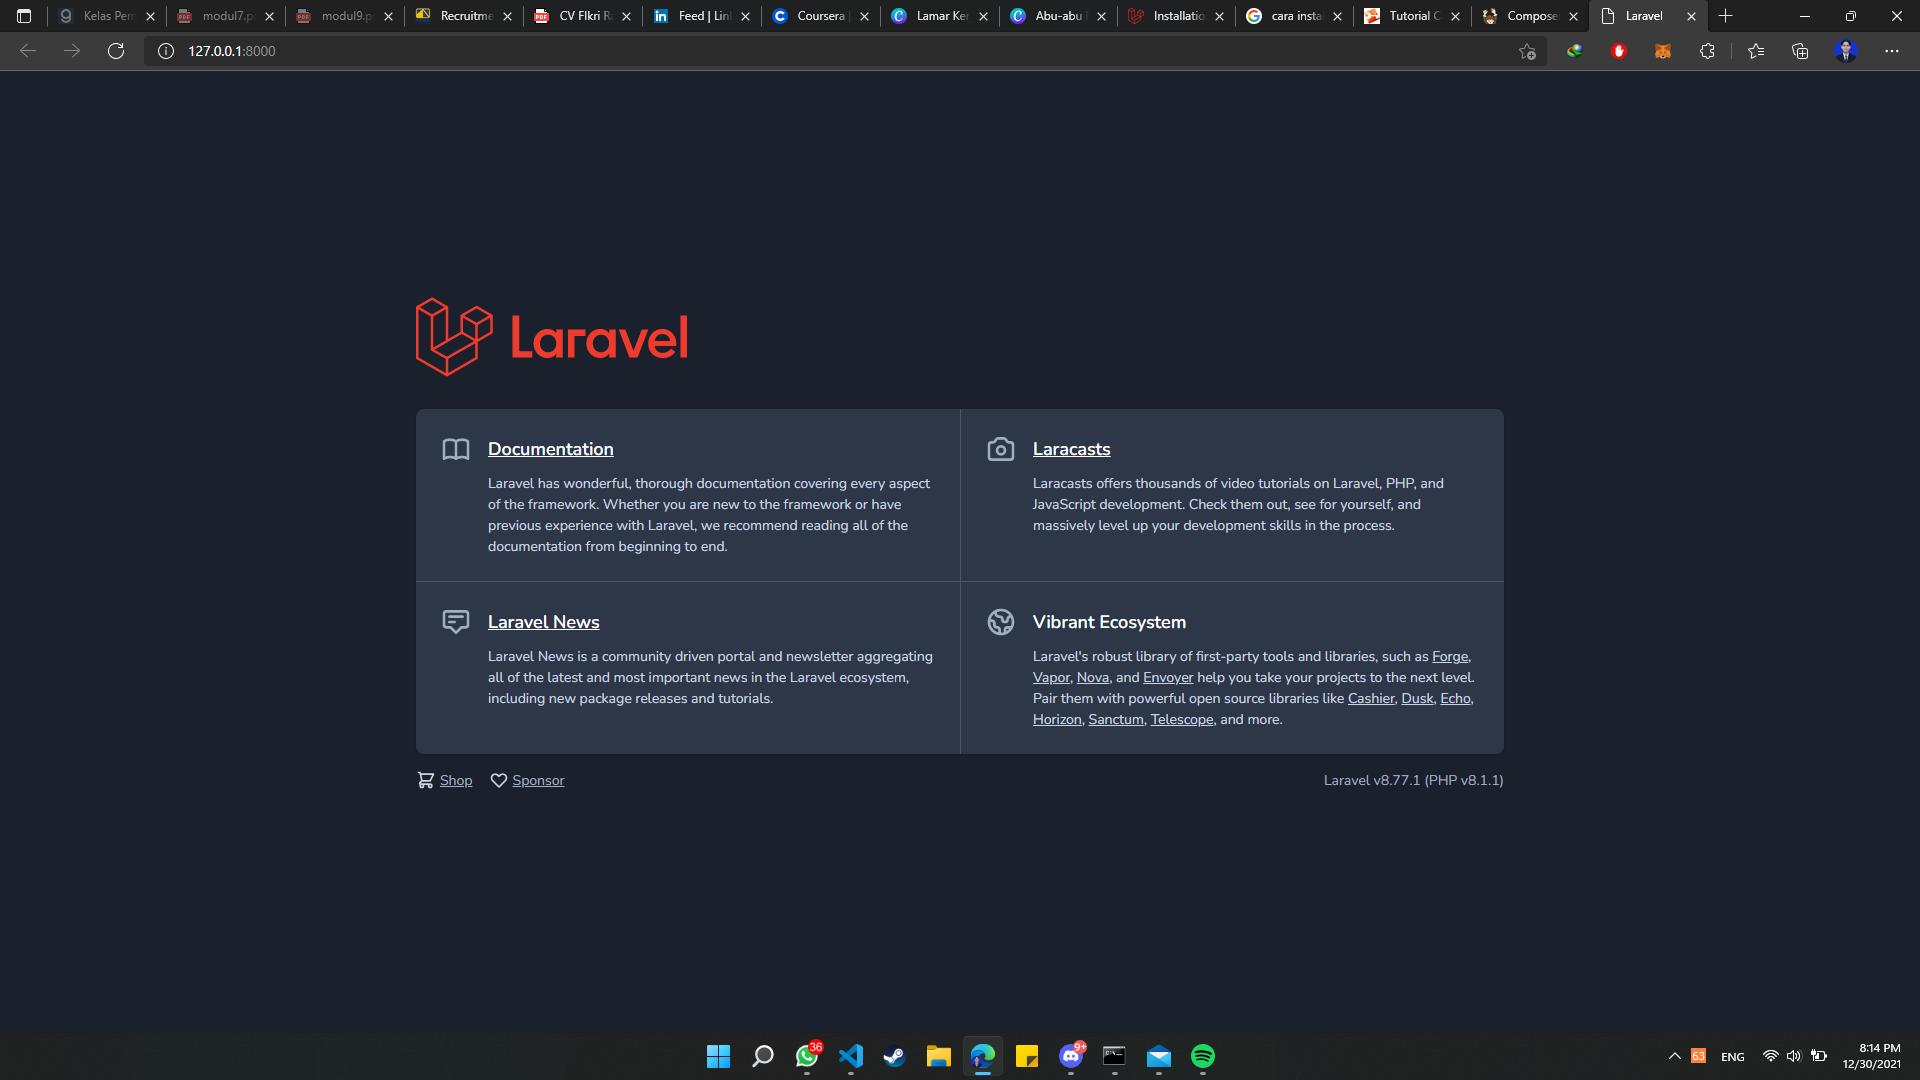 Kelas Pem
modul7.p
modul9.p
Recruitme
CV FIkri R
Feed | Lin
Coursera |
Lamar Ker
Abu-abu
Installatio
cara insta
Tutorial C
Compose
Laravel
127.0.0.1:8000
Laravel
Documentation
Laravel has wonderful, thorough documentation covering every aspect
of the framework. Whether you are new to the framework or have
previous experience with Laravel, we recommend reading all of the
documentation from beginning to end.
Laracasts
Laracasts offers thousands of video tutorials on Laravel, PHP, and
JavaScript development. Check them out, see for yourself, and
massively level up your development skills in the process.
Laravel News
Laravel News is a community driven portal and newsletter aggregating
all of the latest and most important news in the Laravel ecosystem,
including new package releases and tutorials.
Vibrant Ecosystem
Laravel's robust library of first-party tools and libraries, such as Forge,
Vapor, Nova, and Envoyer help you take your projects to the next level.
Pair them with powerful open source libraries like Cashier, Dusk, Echo,
Horizon, Sanctum, Telescope, and more.
Shop
Sponsor
Laravel v8.77.1 (PHP v8.1.1)
36
9+
63
ENG
8:14 PM
12/30/2021